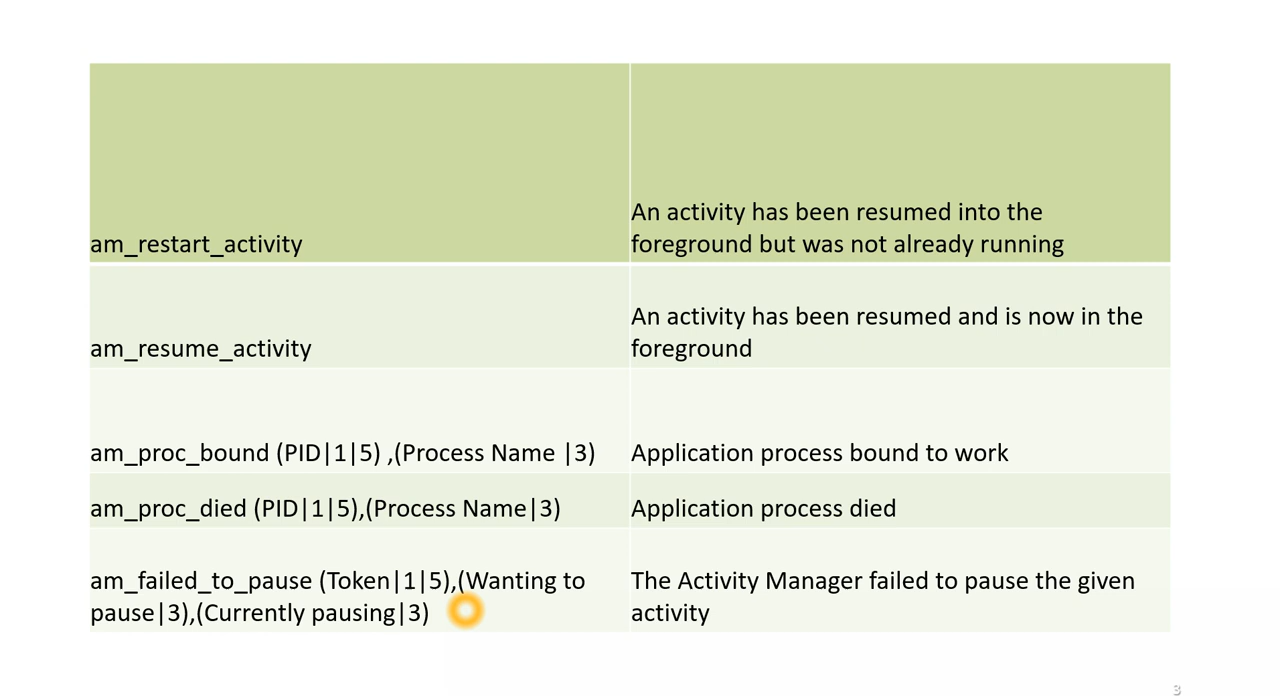 am_restart_activity
An activity has been resumed into the
foreground but was not already running
am_resume_activity
An activity has been resumed and is now in the
foreground
am_proc_bound (PID|1|5) ,(Process Name |3)
Application process bound to work
am_proc_died (PID|1|5),(Process Name|3)
Application process died
am_failed_to_pause (Token|1|5),(Wanting to
pause|3),(Currently pausing|3)
The Activity Manager failed to pause the given
activity
3